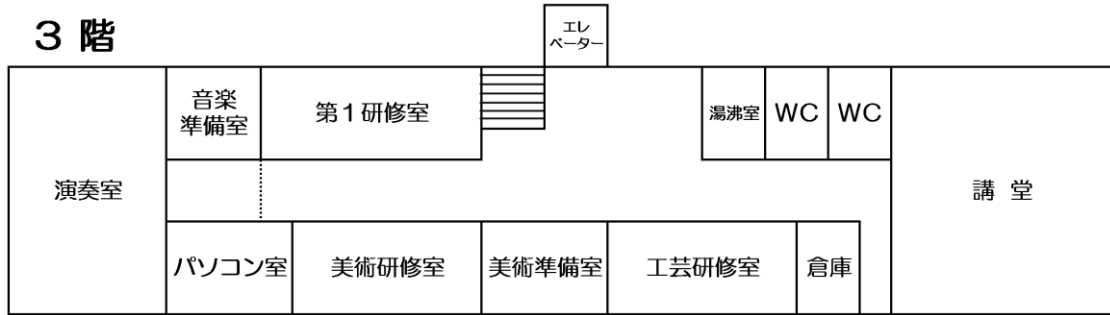 3 階
エレ
ベーター
音楽
準備室
第1研修室
湯沸室
WC
WC
演奏室
講 堂
パソコン室
美術研修室
美術準備室
工芸研修室
倉庫